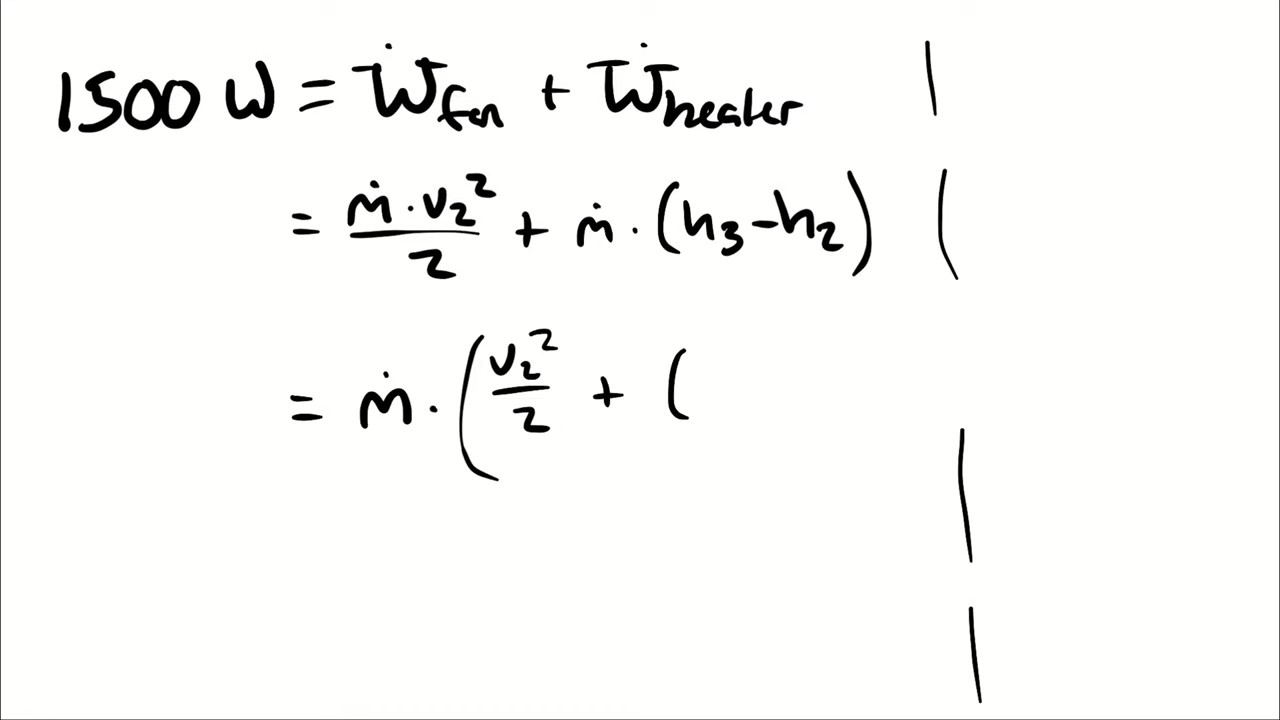 1500 W = Ẇfan + Ẇheater
= ṁ · v₂² / 2 + ṁ · (h₃ - h₂)
= ṁ · (v₂² / 2 + (